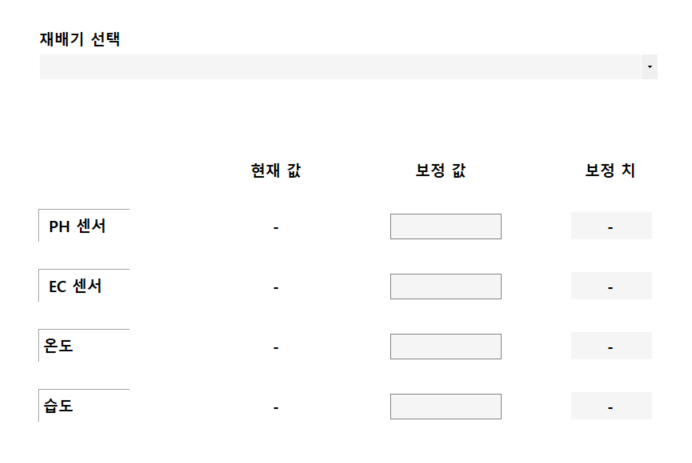 재배기 선택
현재 값 보정 값 보정 치
PH 센서 - -
EC 센서 - -
온도 - -
습도 - -